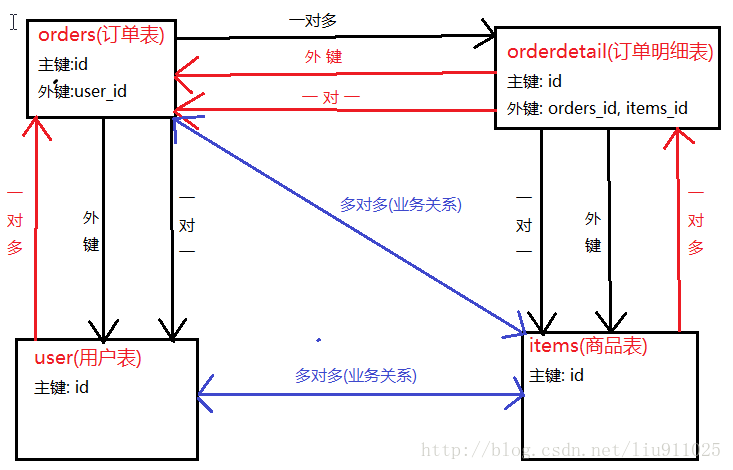 一对多
orders(订单表)
主键:id
外键:user_id
外 键
一 对 一
orderdetail(订单明细表)
主键: id
外键: orders_id, items_id
一对多
外键
一对一
多对多(业务关系)
一对一
外键
一对多
user(用户表)
主键: id
多对多(业务关系)
items(商品表)
主键: id
http://blog.csdn.net/liu911025